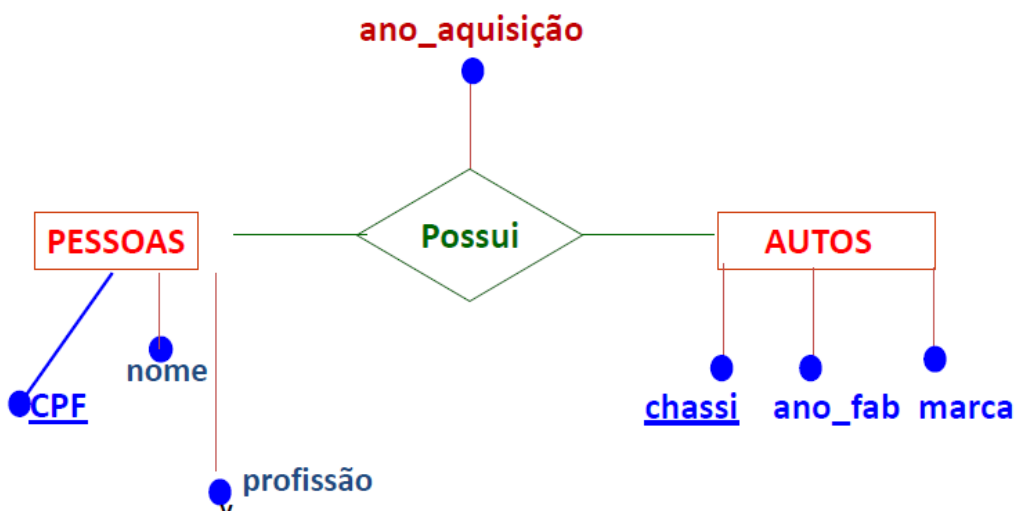 ano_aquisição
PESSOAS
Possui
AUTOS
nome
CPF
chassi
ano_fab
marca
profissão